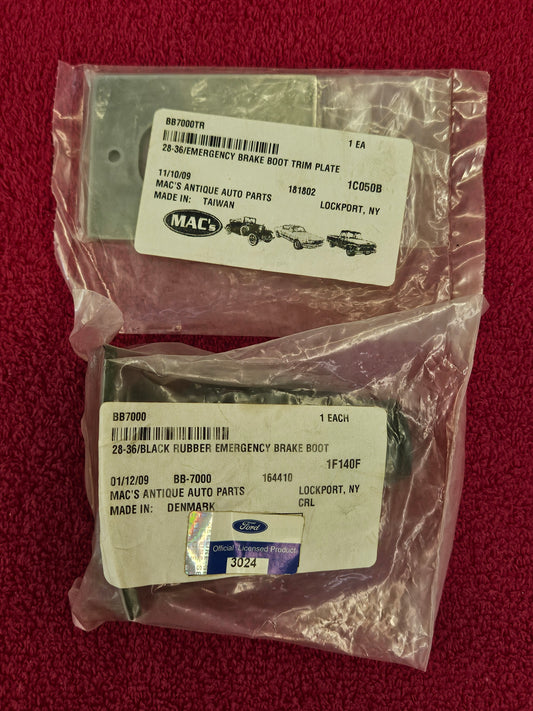 BB7000TR
1 EA
28-36/EMERGENCY BRAKE BOOT TRIM PLATE
11/10/09 181802 1C050B
MAC'S ANTIQUE AUTO PARTS LOCKPORT, NY
MADE IN: TAIWAN
MAC's
BB7000 1 EACH
28-36/BLACK RUBBER EMERGENCY BRAKE BOOT
1F140F
01/12/09 BB-7000 164410
MAC'S ANTIQUE AUTO PARTS LOCKPORT, NY
MADE IN: DENMARK CRL
Ford
Official Licensed Product
3024